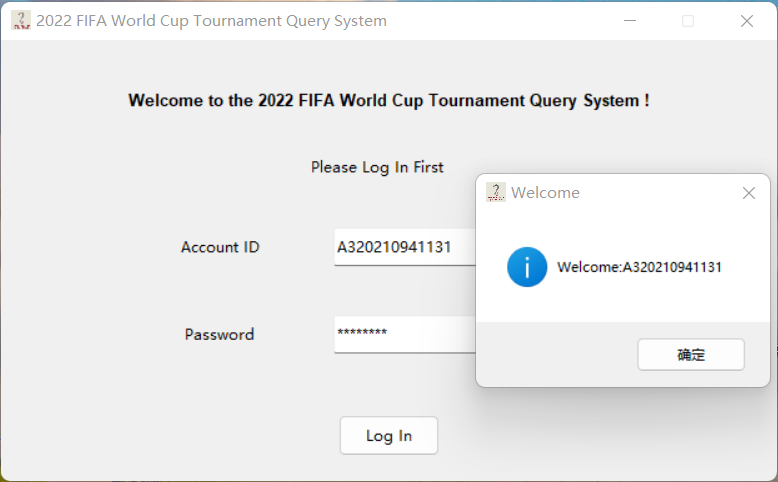 2022 FIFA World Cup Tournament Query System
Welcome to the 2022 FIFA World Cup Tournament Query System !
Please Log In First
Account ID
A320210941131
Password
********
Log In
Welcome
Welcome:A320210941131
确定